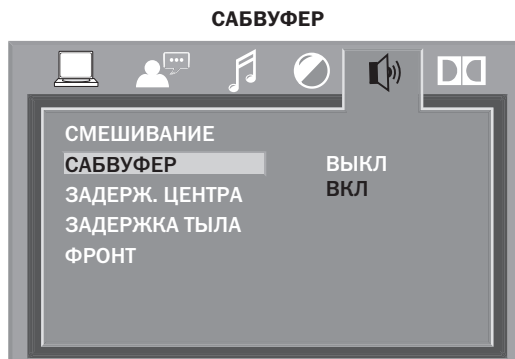 САБВУФЕР
СМЕШИВАНИЕ
САБВУФЕР
ВЫКЛ
ЗАДЕРЖ. ЦЕНТРА
ВКЛ
ЗАДЕРЖКА ТЫЛА
ФРОНТ